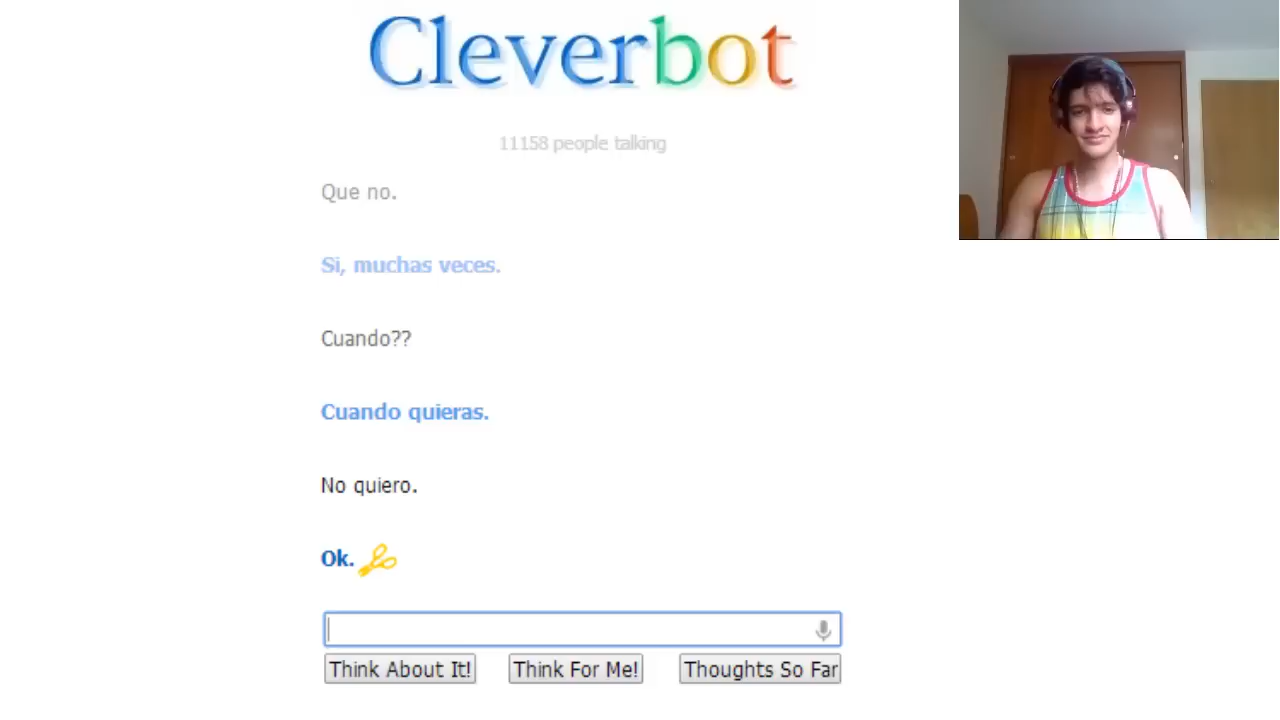 Cleverbot
11158 people talking
Que no.
Si, muchas veces.
Cuando??
Cuando quieras.
No quiero.
Ok.
Think About It!
Think For Me!
Thoughts So Far